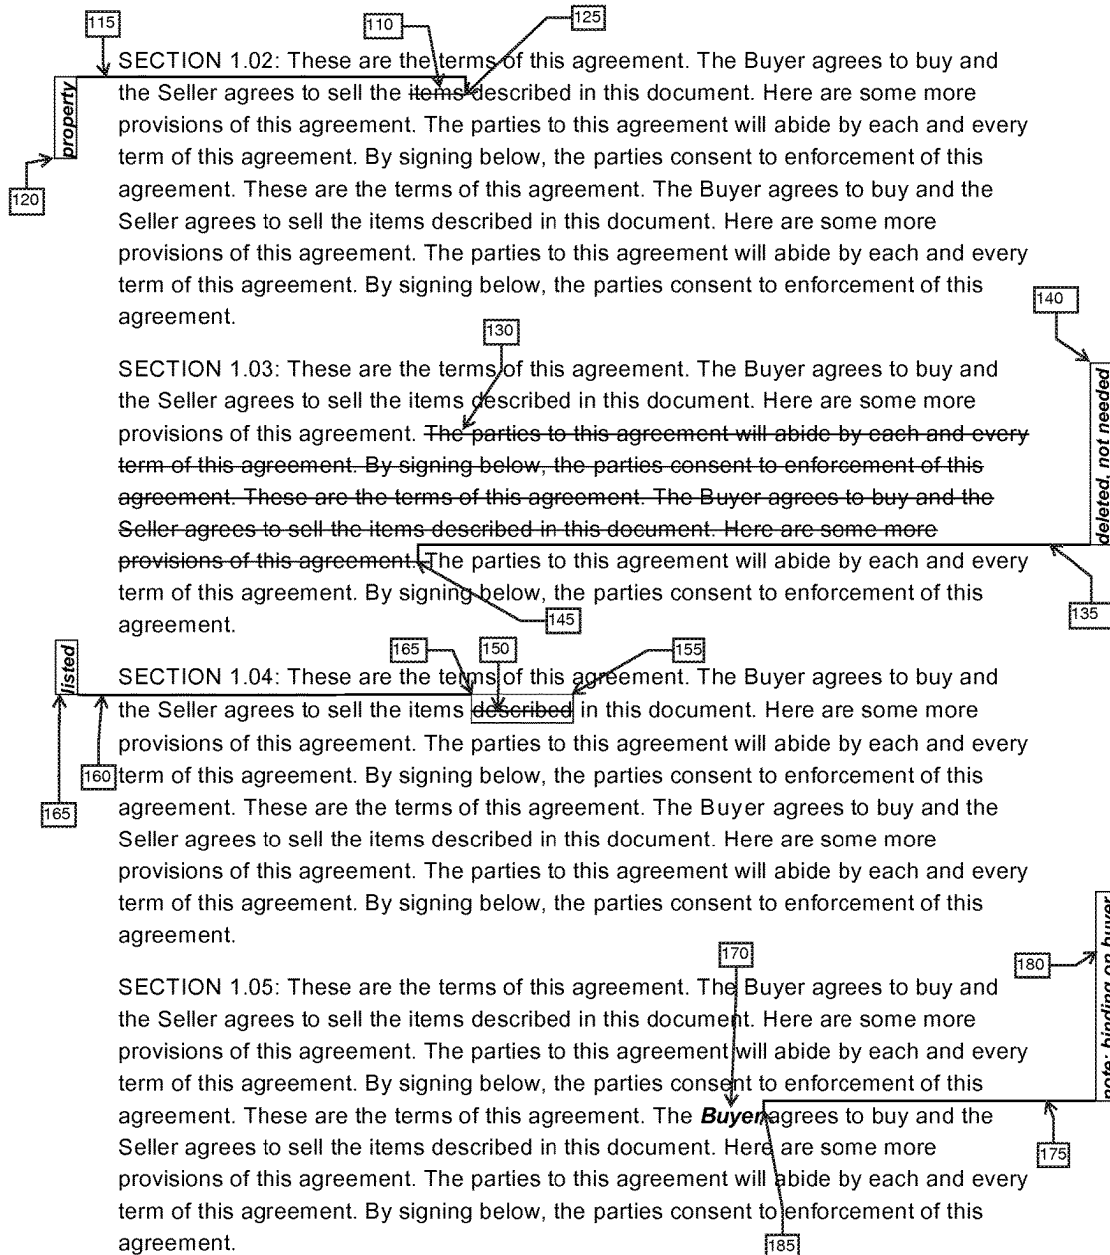 115
110
125
SECTION 1.02: These are the terms of this agreement. The Buyer agrees to buy and
property
the Seller agrees to sell the items described in this document. Here are some more
provisions of this agreement. The parties to this agreement will abide by each and every
term of this agreement. By signing below, the parties consent to enforcement of this
120
agreement. These are the terms of this agreement. The Buyer agrees to buy and the
Seller agrees to sell the items described in this document. Here are some more
provisions of this agreement. The parties to this agreement will abide by each and every
term of this agreement. By signing below, the parties consent to enforcement of this
140
agreement.
130
SECTION 1.03: These are the terms of this agreement. The Buyer agrees to buy and
the Seller agrees to sell the items described in this document. Here are some more
deleted, not needed
provisions of this agreement. The parties to this agreement will abide by each and every
term of this agreement. By signing below, the parties consent to enforcement of this
agreement. These are the terms of this agreement. The Buyer agrees to buy and the
Seller agrees to sell the items described in this document. Here are some more
provisions of this agreement. The parties to this agreement will abide by each and every
term of this agreement. By signing below, the parties consent to enforcement of this
145
135
agreement.
165
150
155
listed
SECTION 1.04: These are the terms of this agreement. The Buyer agrees to buy and
the Seller agrees to sell the items described in this document. Here are some more
provisions of this agreement. The parties to this agreement will abide by each and every
160
term of this agreement. By signing below, the parties consent to enforcement of this
165
agreement. These are the terms of this agreement. The Buyer agrees to buy and the
Seller agrees to sell the items described in this document. Here are some more
provisions of this agreement. The parties to this agreement will abide by each and every
term of this agreement. By signing below, the parties consent to enforcement of this
agreement.
170
180
note: binding on buyer
SECTION 1.05: These are the terms of this agreement. The Buyer agrees to buy and
the Seller agrees to sell the items described in this document. Here are some more
provisions of this agreement. The parties to this agreement will abide by each and every
term of this agreement. By signing below, the parties consent to enforcement of this
agreement. These are the terms of this agreement. The Buyer agrees to buy and the
Seller agrees to sell the items described in this document. Here are some more
175
provisions of this agreement. The parties to this agreement will abide by each and every
term of this agreement. By signing below, the parties consent to enforcement of this
agreement.
185